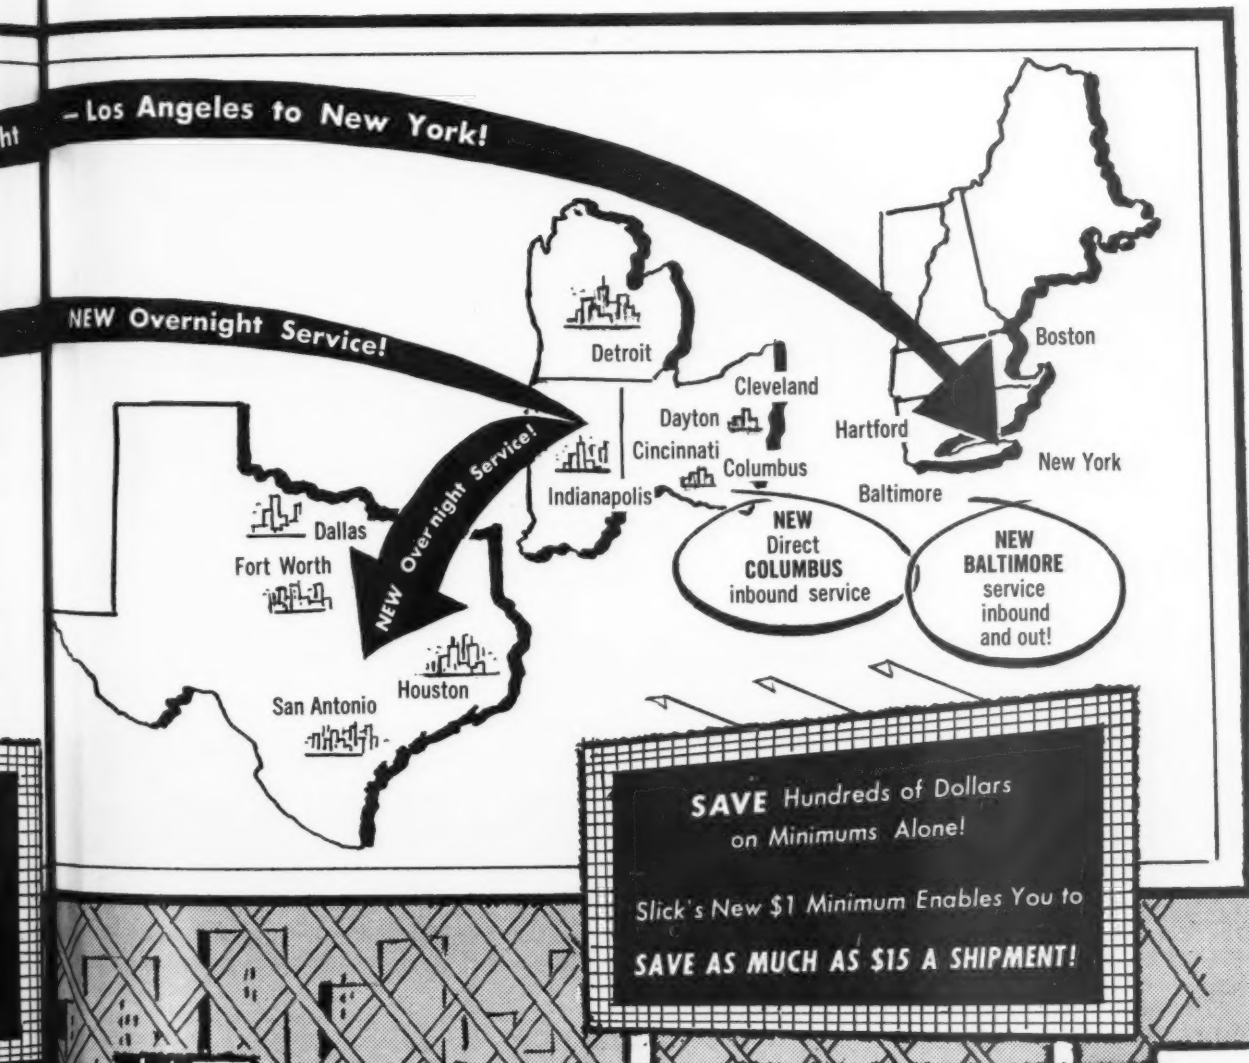 ht
– Los Angeles to New York!
NEW Overnight Service!
NEW Overnight Service!
Detroit
Cleveland
Dayton
Cincinnati
Columbus
Indianapolis
Boston
Hartford
New York
Baltimore
Dallas
Fort Worth
Houston
San Antonio
NEW
Direct
COLUMBUS
inbound service
NEW
BALTIMORE
service
inbound
and out!
SAVE Hundreds of Dollars
on Minimums Alone!
Slick's New $1 Minimum Enables You to
SAVE AS MUCH AS $15 A SHIPMENT!